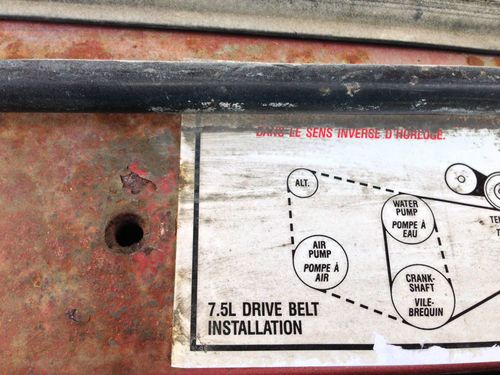 DANS LE SENS INVERSE D'HORLOGE.
ALT.
WATER
PUMP
POMPE À
EAU
AIR
PUMP
POMPE À
AIR
CRANK-
SHAFT
VILE-
BREQUIN
7.5L DRIVE BELT
INSTALLATION